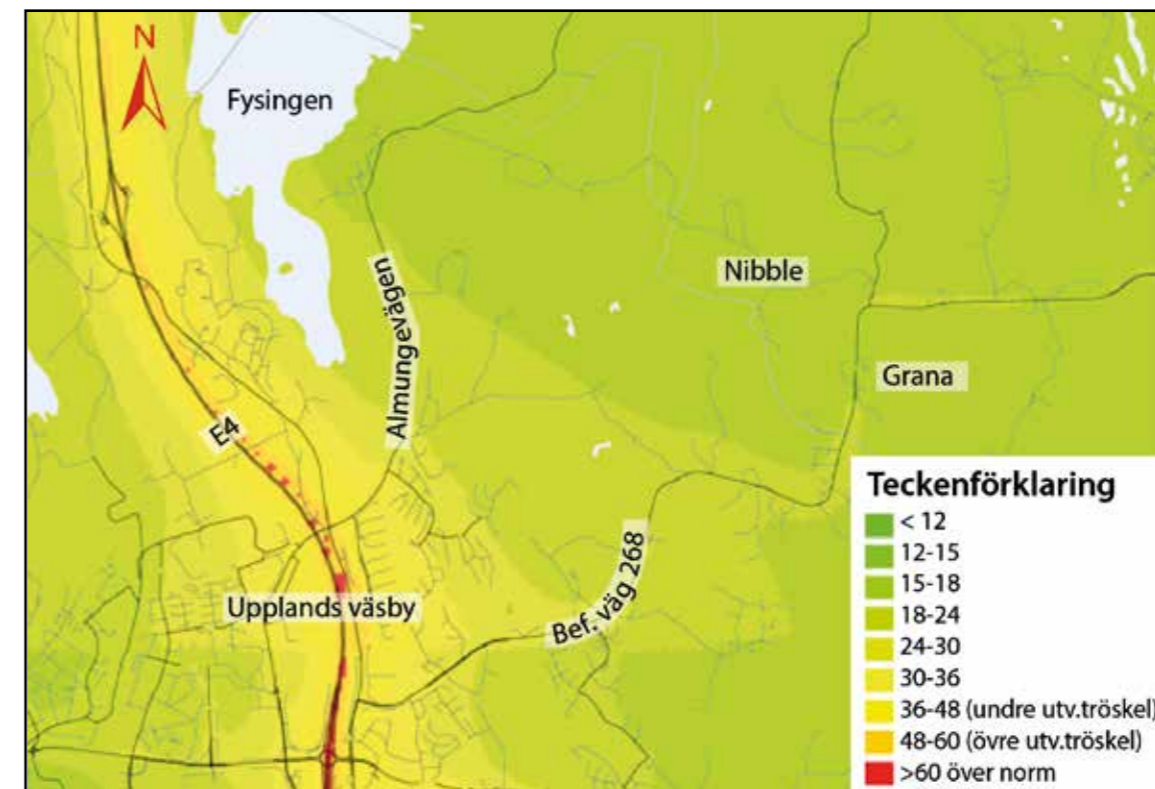 N
Fysingen
Nibble
Almungevägen
Grana
E4
Upplands väsby
Bef. väg 268
Teckenförklaring
< 12
12-15
15-18
18-24
24-30
30-36
36-48 (undre utv.tröskel)
48-60 (övre utv.tröskel)
>60 över norm